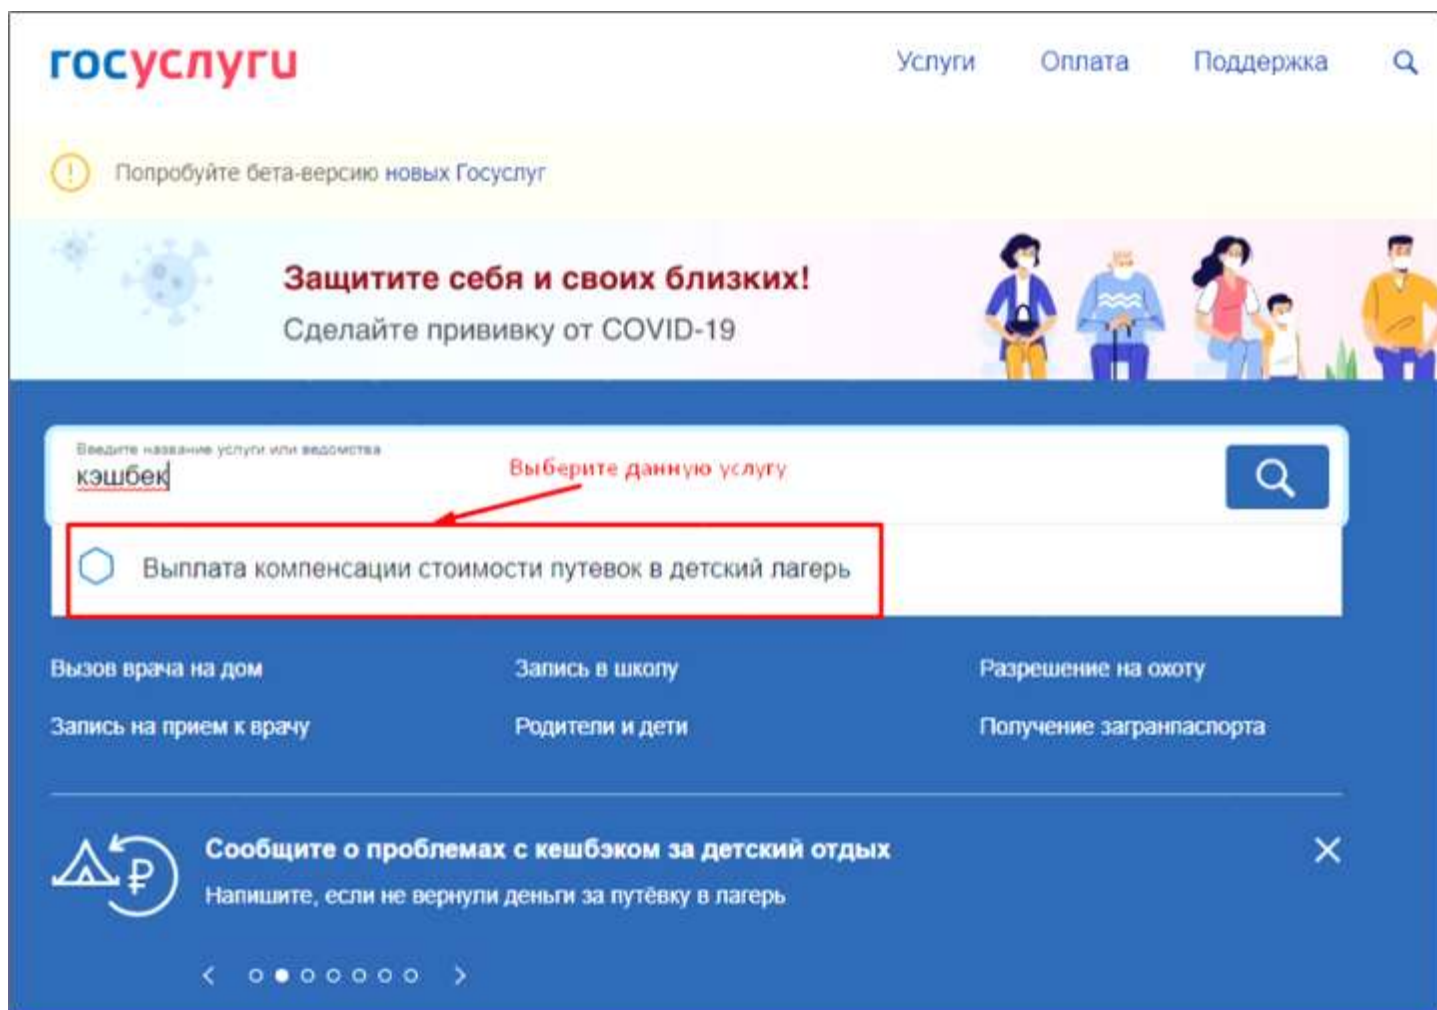 госуслуги
Услуги Оплата Поддержка
Попробуйте бета-версию новых Госуслуг
Защитите себя и своих близких!
Сделайте прививку от COVID-19
Введите название услуги или ведомства
кэшбек
Выберите данную услугу
Выплата компенсации стоимости путевок в детский лагерь
Вызов врача на дом Запись в школу Разрешение на охоту
Запись на прием к врачу Родители и дети Получение загранпаспорта
Сообщите о проблемах с кешбэком за детский отдых
Напишите, если не вернули деньги за путёвку в лагерь